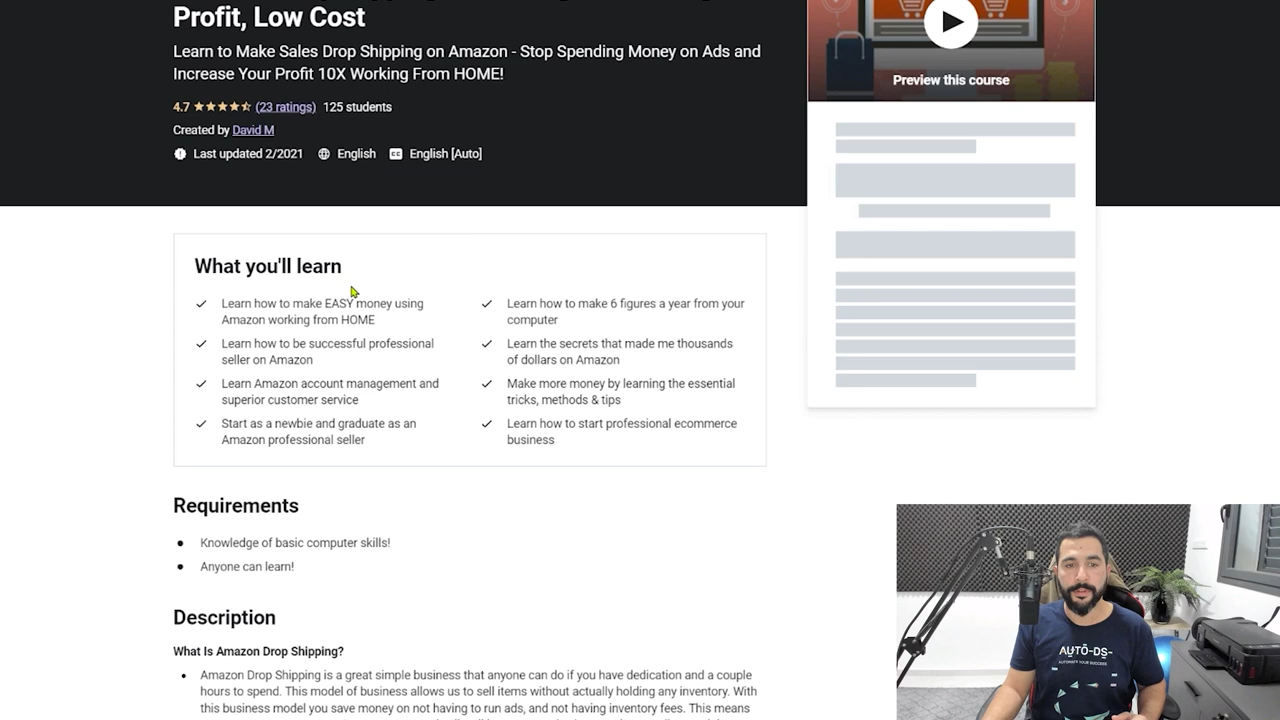 Profit, Low Cost
Learn to Make Sales Drop Shipping on Amazon - Stop Spending Money on Ads and
Increase Your Profit 10X Working From HOME!
4.7 (23 ratings) 125 students
Created by David M
Last updated 2/2021 CC English English [Auto]
Preview this course
What you'll learn
Learn how to make EASY money using
Amazon working from HOME
Learn how to be successful professional
seller on Amazon
Learn Amazon account management and
superior customer service
Start as a newbie and graduate as an
Amazon professional seller
Learn how to make 6 figures a year from your
computer
Learn the secrets that made me thousands
of dollars on Amazon
Make more money by learning the essential
tricks, methods & tips
Learn how to start professional ecommerce
business
Requirements
Knowledge of basic computer skills!
Anyone can learn!
Description
What Is Amazon Drop Shipping?
Amazon Drop Shipping is a great simple business that anyone can do if you have dedication and a couple
hours to spend. This model of business allows us to sell items without actually holding any inventory. With
this business model you save money on not having to run ads, and not having inventory fees. This means
AUTO-DS-
AUTOMATE YOUR SUCCESS